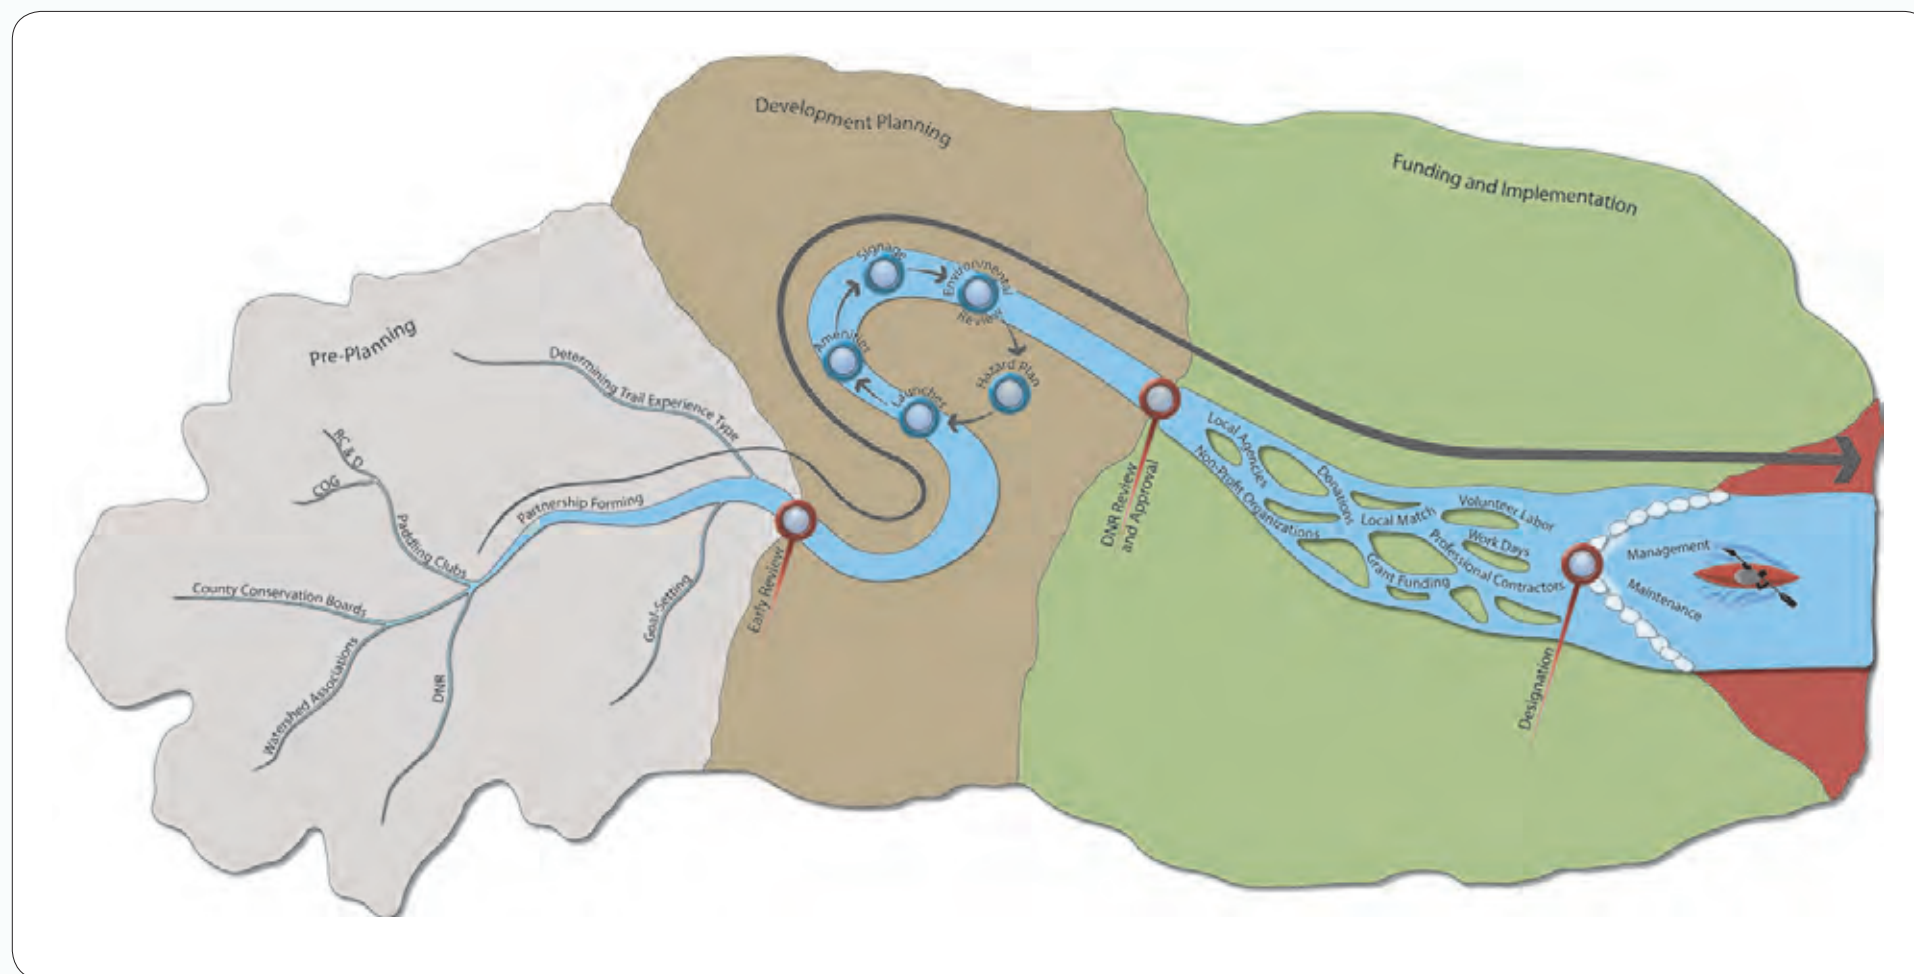 Pre-Planning
Determining Trail Experience Type
RC & D
COG
Paddling Clubs
Partnership Forming
County Conservation Boards
Watershed Associations
DNR
Goal-Setting
Early Review
Development Planning
Signage
Environmental
Review
Amenities
Launches
Hazard Plan
DNR Review
and Approval
Funding and Implementation
Local Agencies
Non-Profit Organizations
Donations
Local Match
Volunteer Labor
Work Days
Professional Contractors
Grant Funding
Designation
Management
Maintenance